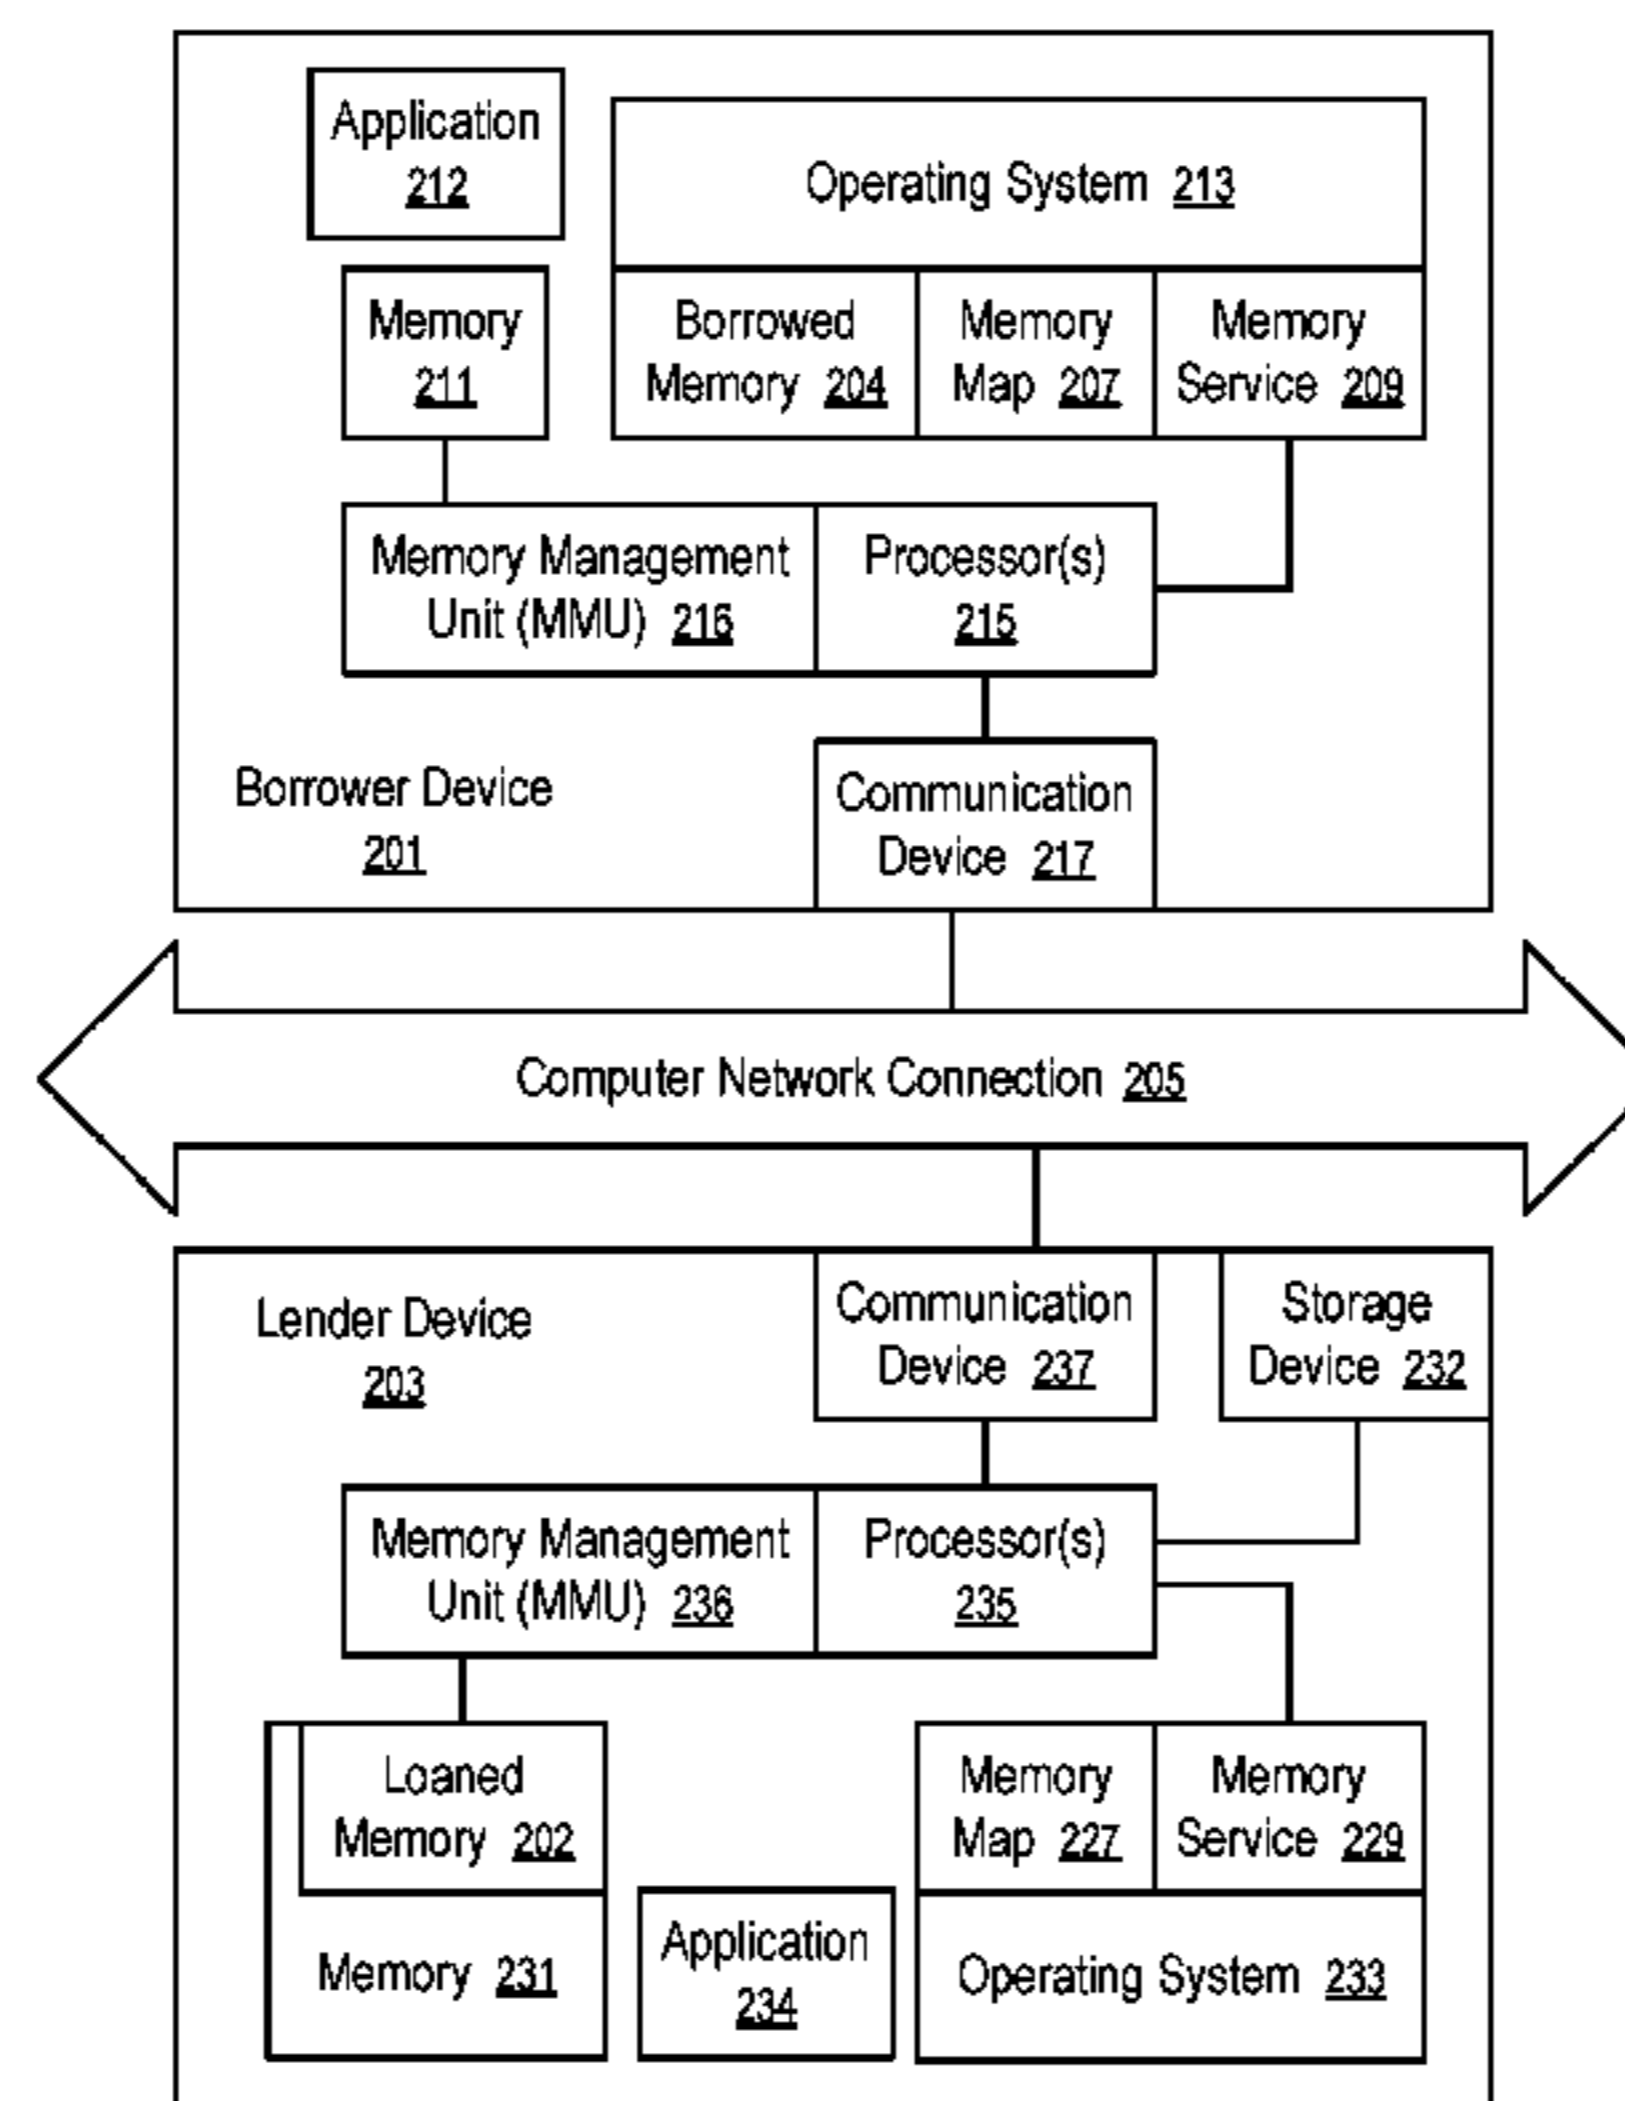 Application
212
Operating System 213
Memory
211
Borrowed
Memory 204
Memory
Map 207
Memory
Service 209
Memory Management
Unit (MMU) 216
Processor(s)
215
Borrower Device
201
Communication
Device 217
Computer Network Connection 205
Lender Device
203
Communication
Device 237
Storage
Device 232
Memory Management
Unit (MMU) 236
Processor(s)
235
Loaned
Memory 202
Memory 231
Application
234
Memory
Map 227
Memory
Service 229
Operating System 233